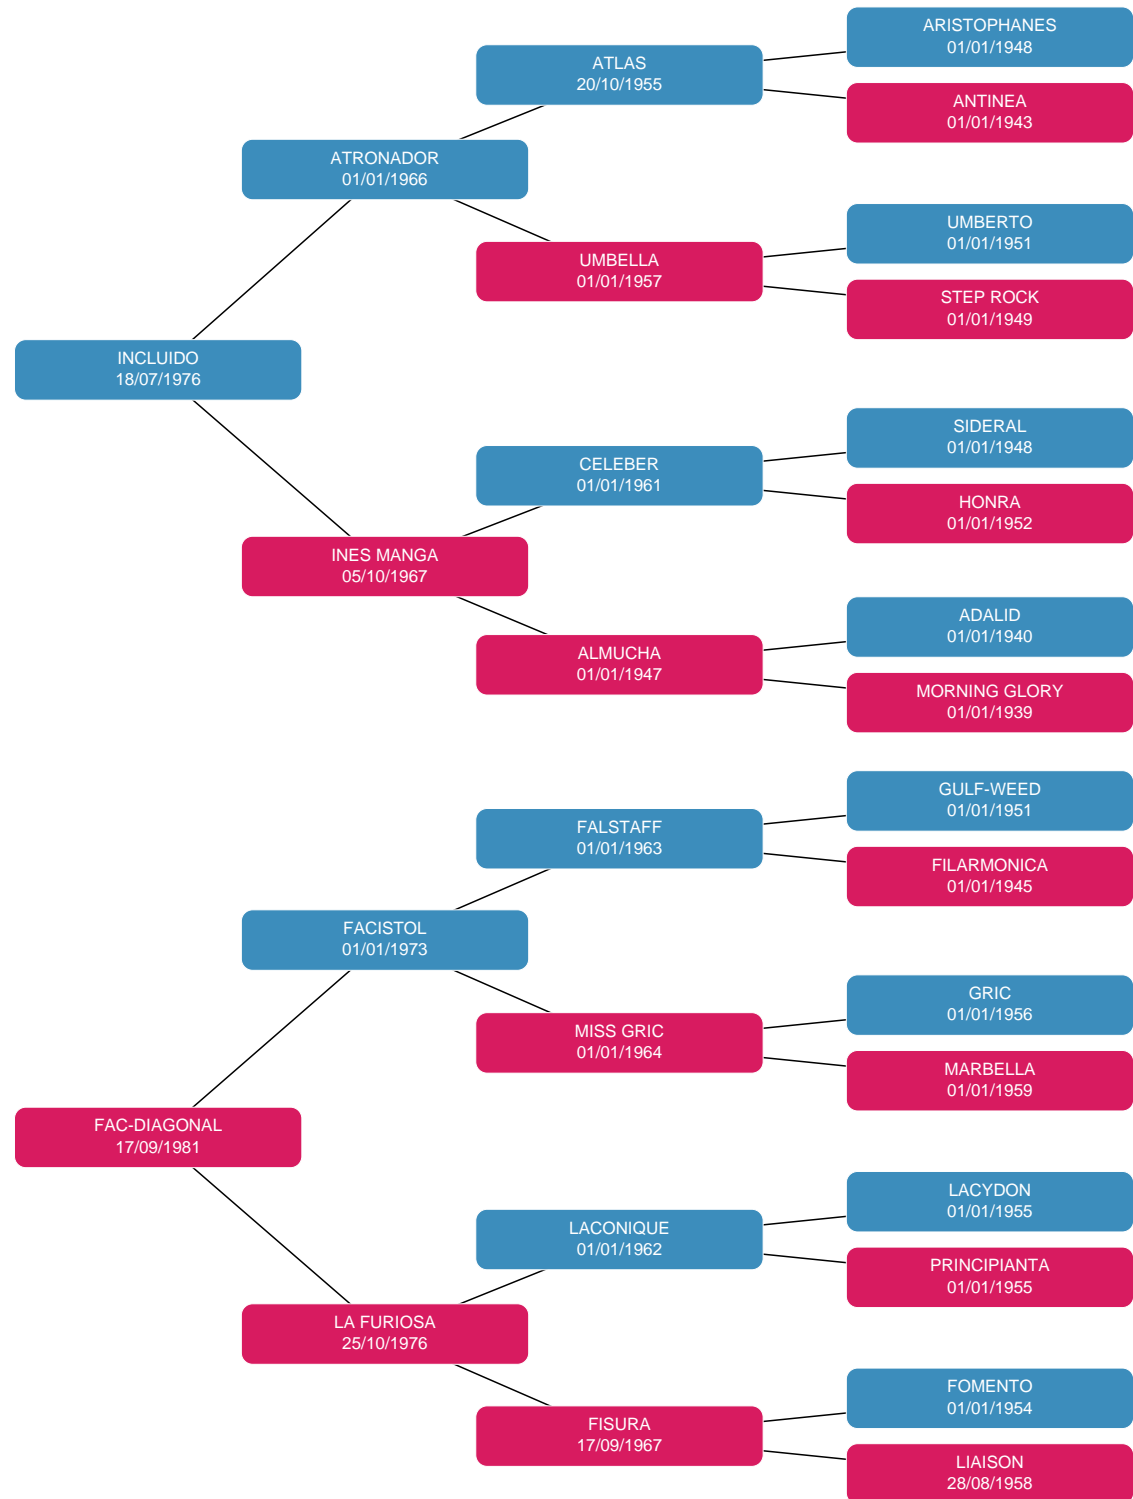 ARISTOPHANES
01/01/1948
ATLAS
20/10/1955
ANTINEA
01/01/1943
ATRONADOR
01/01/1966
UMBERTO
01/01/1951
UMBELLA
01/01/1957
STEP ROCK
01/01/1949
INCLUIDO
18/07/1976
SIDERAL
01/01/1948
CELEBER
01/01/1961
HONRA
01/01/1952
INES MANGA
05/10/1967
ADALID
01/01/1940
ALMUCHA
01/01/1947
MORNING GLORY
01/01/1939
GULF-WEED
01/01/1951
FALSTAFF
01/01/1963
FILARMONICA
01/01/1945
FACISTOL
01/01/1973
GRIC
01/01/1956
MISS GRIC
01/01/1964
MARBELLA
01/01/1959
FAC-DIAGONAL
17/09/1981
LACYDON
01/01/1955
LACONIQUE
01/01/1962
PRINCIPIANTA
01/01/1955
LA FURIOSA
25/10/1976
FOMENTO
01/01/1954
FISURA
17/09/1967
LIAISON
28/08/1958